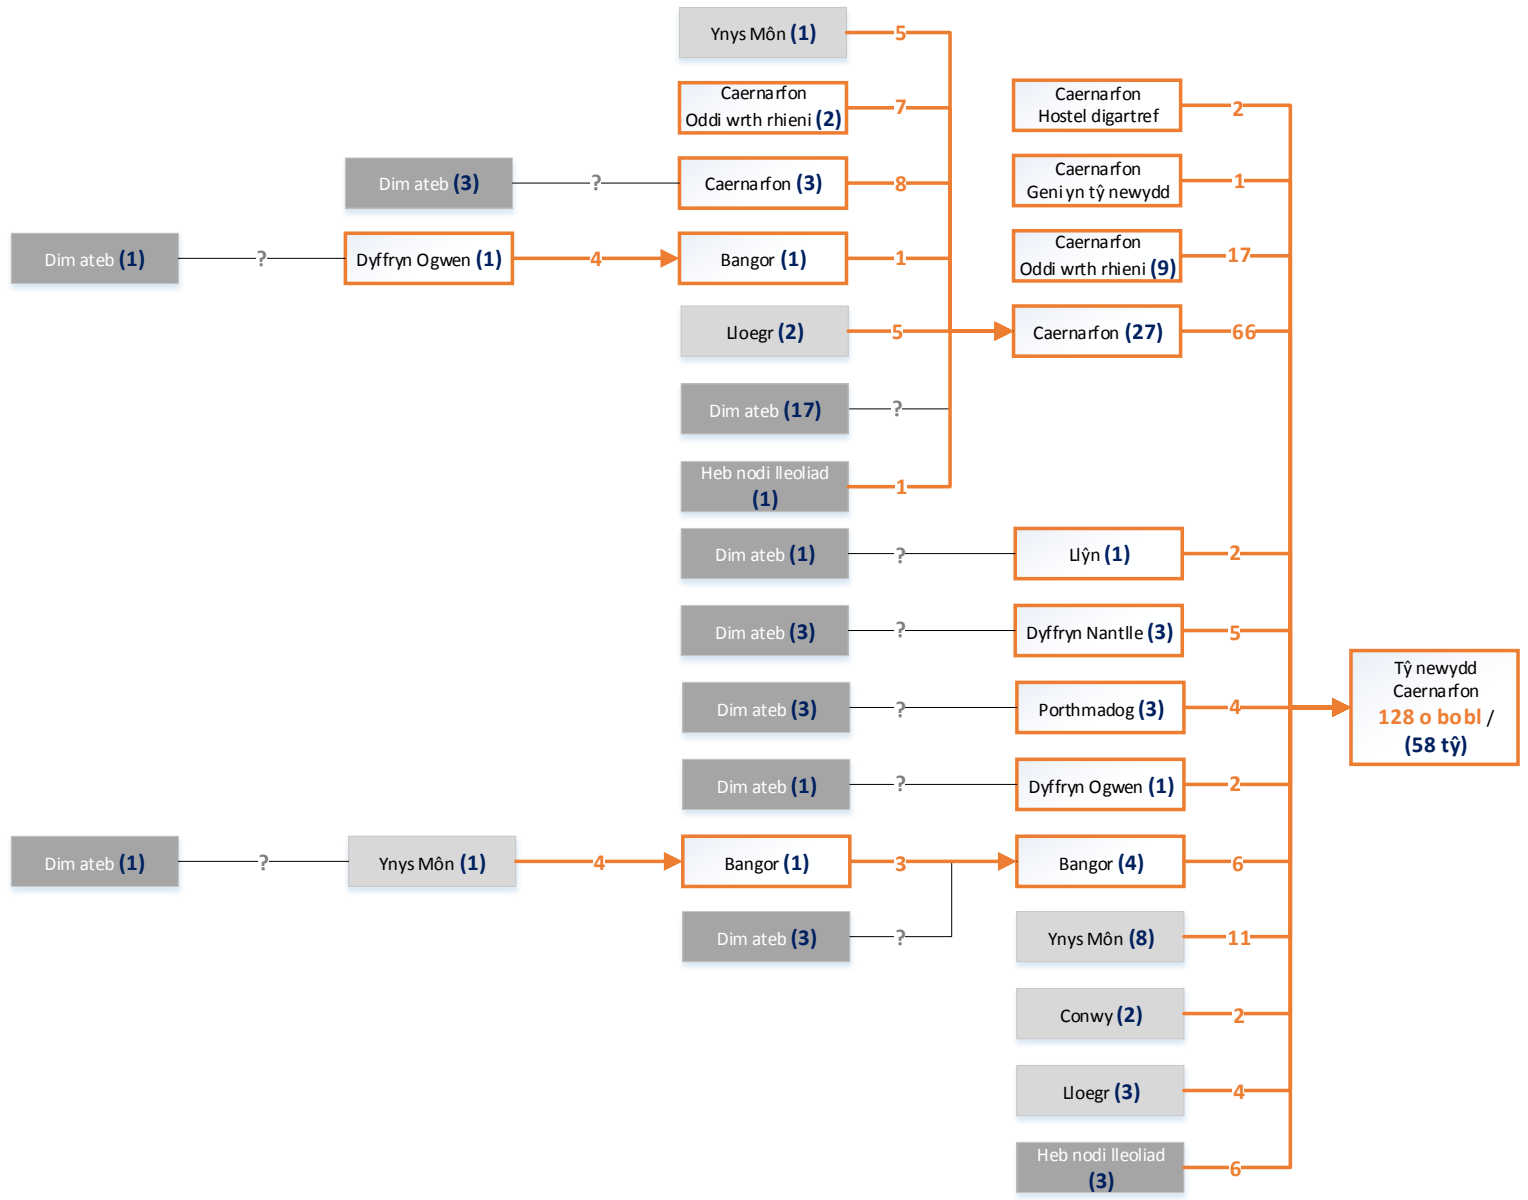 Ynys Môn (1)
5
Caernarfon
Oddi wrth rhieni (2)
7
Caernarfon
Hostel digartref
2
Dim ateb (3)
?
Caernarfon (3)
8
Caernarfon
Geni yn tŷ newydd
1
Dim ateb (1)
?
Dyffryn Ogwen (1)
4
Bangor (1)
1
Caernarfon
Oddi wrth rhieni (9)
17
Lloegr (2)
5
Caernarfon (27)
66
Dim ateb (17)
?
Heb nodi lleoliad
(1)
1
Dim ateb (1)
?
Llŷn (1)
2
Dim ateb (3)
?
Dyffryn Nantlle (3)
5
Dim ateb (3)
?
Porthmadog (3)
4
Tŷ newydd
Caernarfon
128 o bobl /
(58 tŷ)
Dim ateb (1)
?
Dyffryn Ogwen (1)
2
Dim ateb (1)
?
Ynys Môn (1)
4
Bangor (1)
3
Bangor (4)
6
Dim ateb (3)
?
Ynys Môn (8)
11
Conwy (2)
2
Lloegr (3)
4
Heb nodi lleoliad
(3)
6